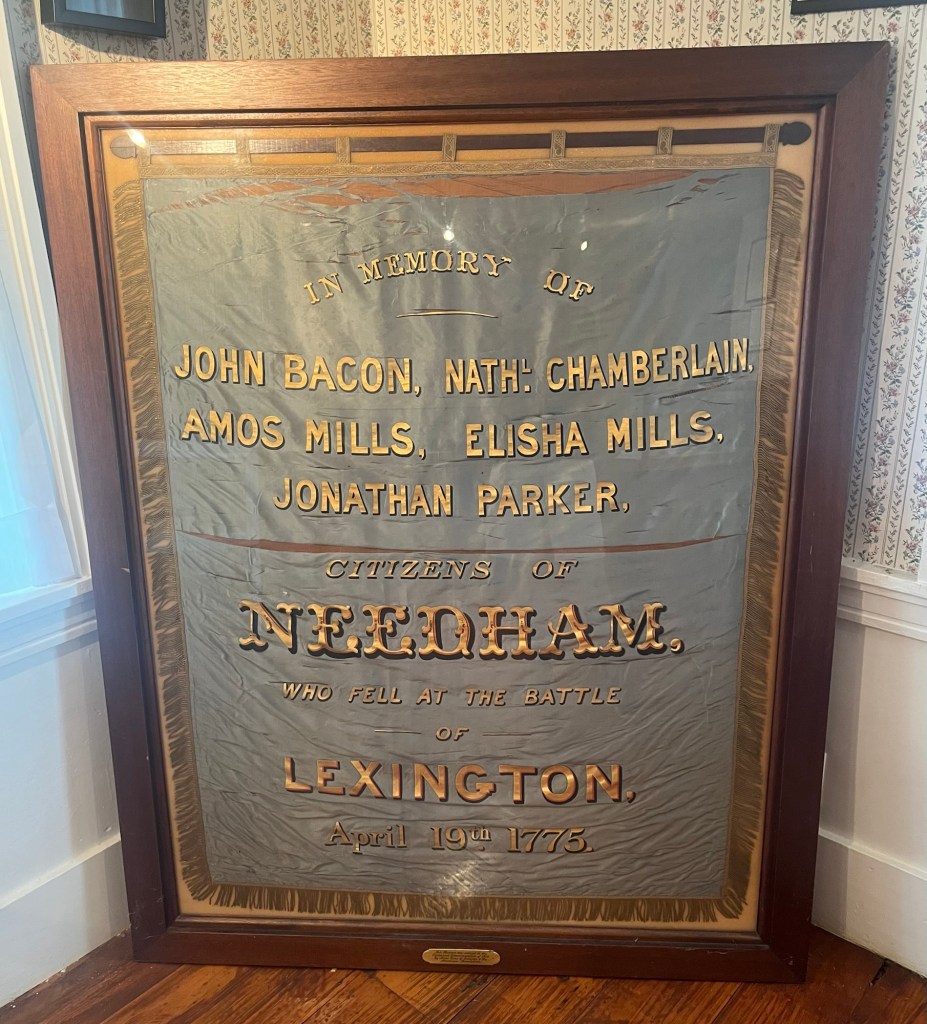 IN MEMORY OF
JOHN BACON, NATHL. CHAMBERLAIN,
AMOS MILLS, ELISHA MILLS,
JONATHAN PARKER,
CITIZENS OF
NEEDHAM,
WHO FELL AT THE BATTLE
OF
LEXINGTON,
April 19th 1775.